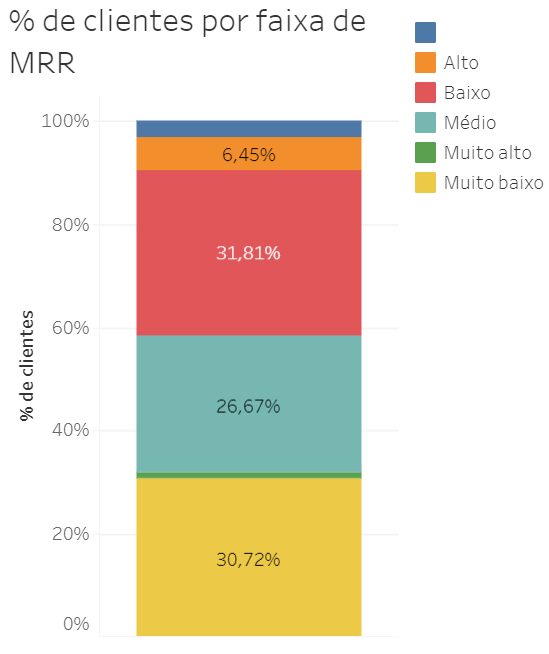 % de clientes por faixa de
MRR
Alto
Baixo
Médio
Muito alto
Muito baixo
100%
80%
60%
40%
20%
0%
% de clientes
6,45%
31,81%
26,67%
30,72%